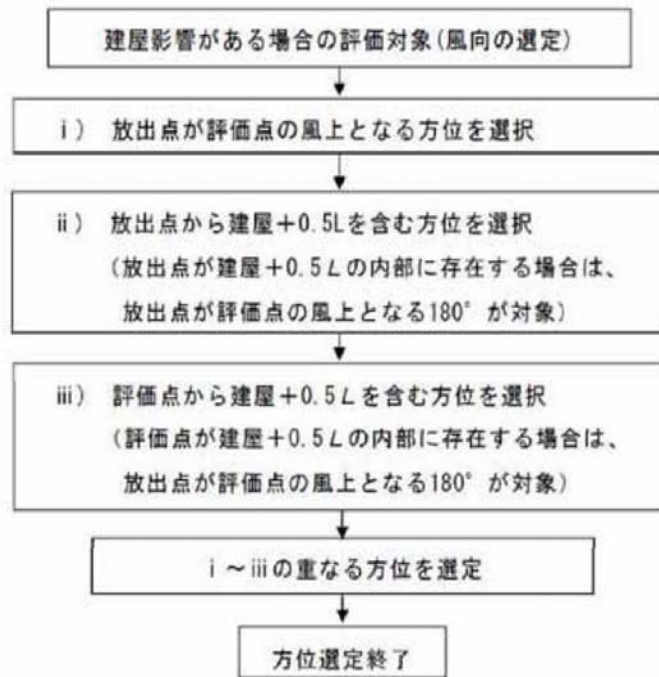 建屋影響がある場合の評価対象(風向の選定)
i) 放出点が評価点の風上となる方位を選択
ii) 放出点から建屋+0.5Lを含む方位を選択
(放出点が建屋+0.5Lの内部に存在する場合は、
放出点が評価点の風上となる180°が対象)
iii) 評価点から建屋+0.5Lを含む方位を選択
(評価点が建屋+0.5Lの内部に存在する場合は、
放出点が評価点の風上となる180°が対象)
i~iiiの重なる方位を選定
方位選定終了